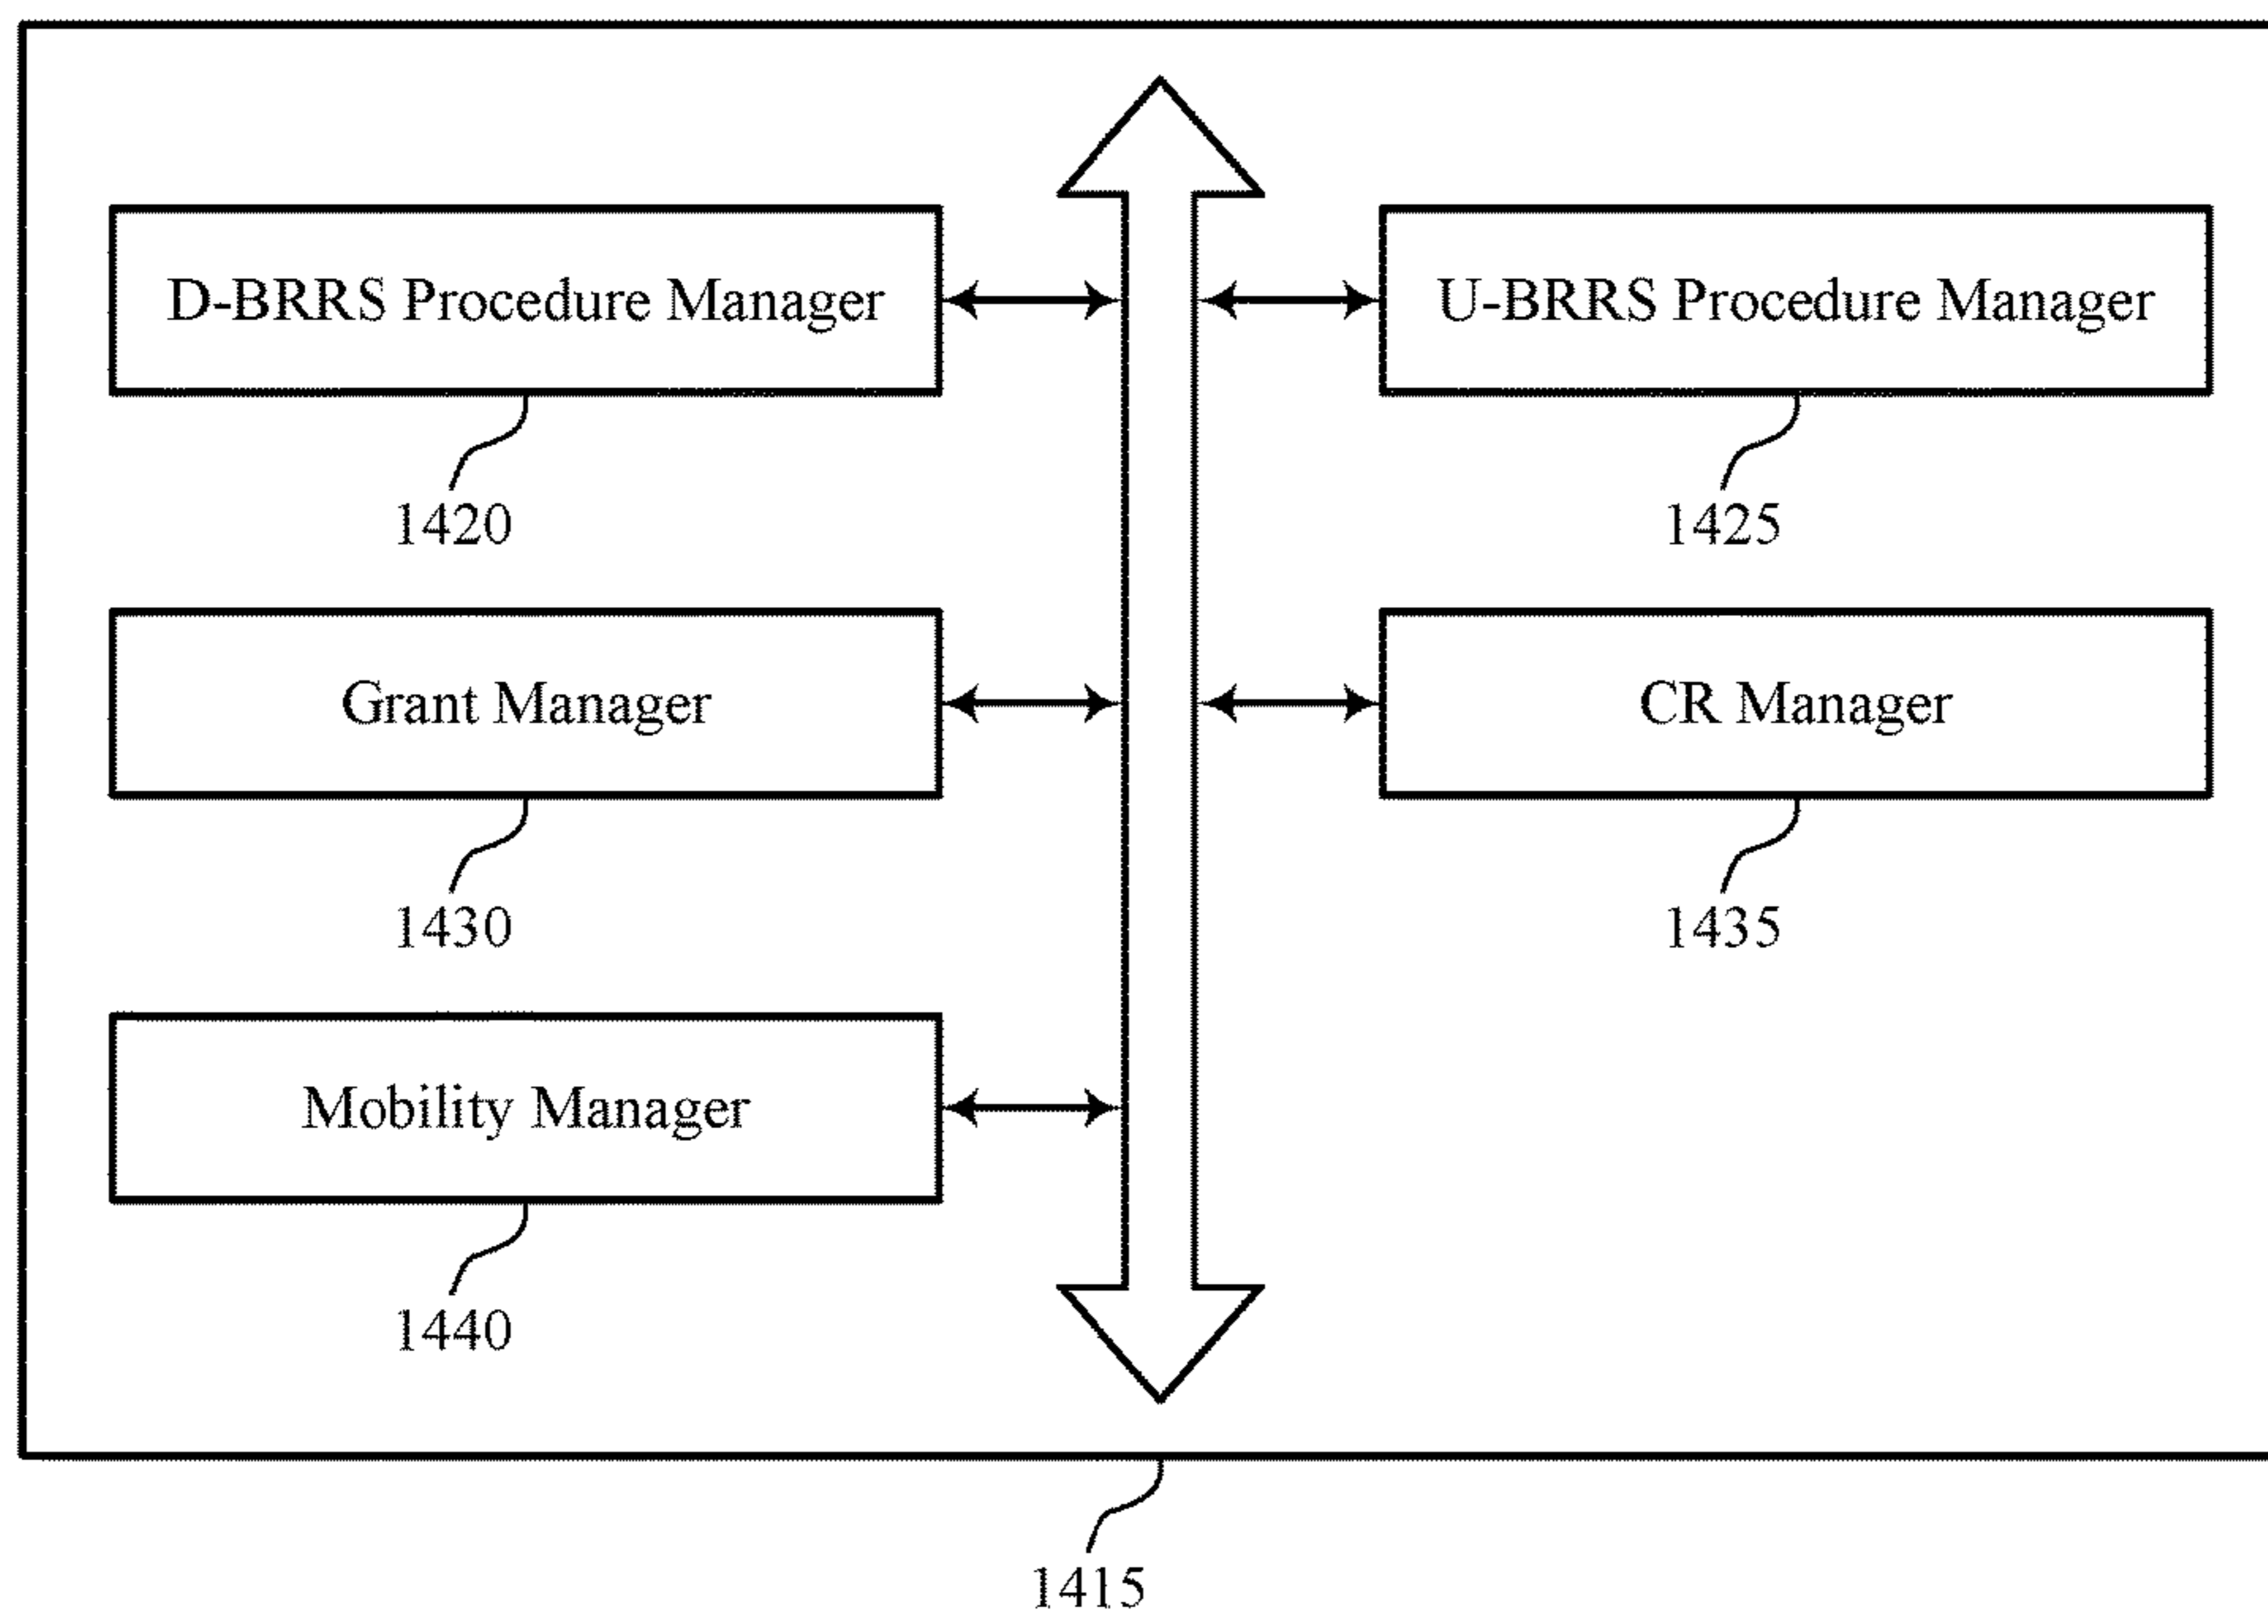 D-BRRS Procedure Manager
U-BRRS Procedure Manager
1420
1425
Grant Manager
CR Manager
1430
1435
Mobility Manager
1440
1415